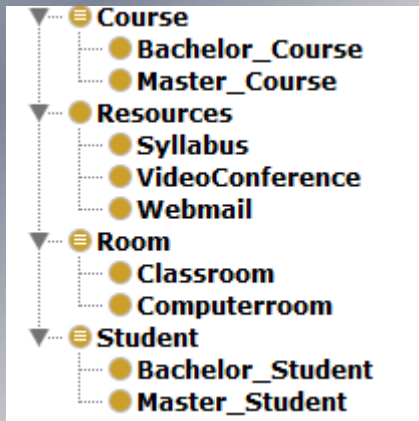 Course
Bachelor_Course
Master_Course
Resources
Syllabus
VideoConference
Webmail
Room
Classroom
Computerroom
Student
Bachelor_Student
Master_Student